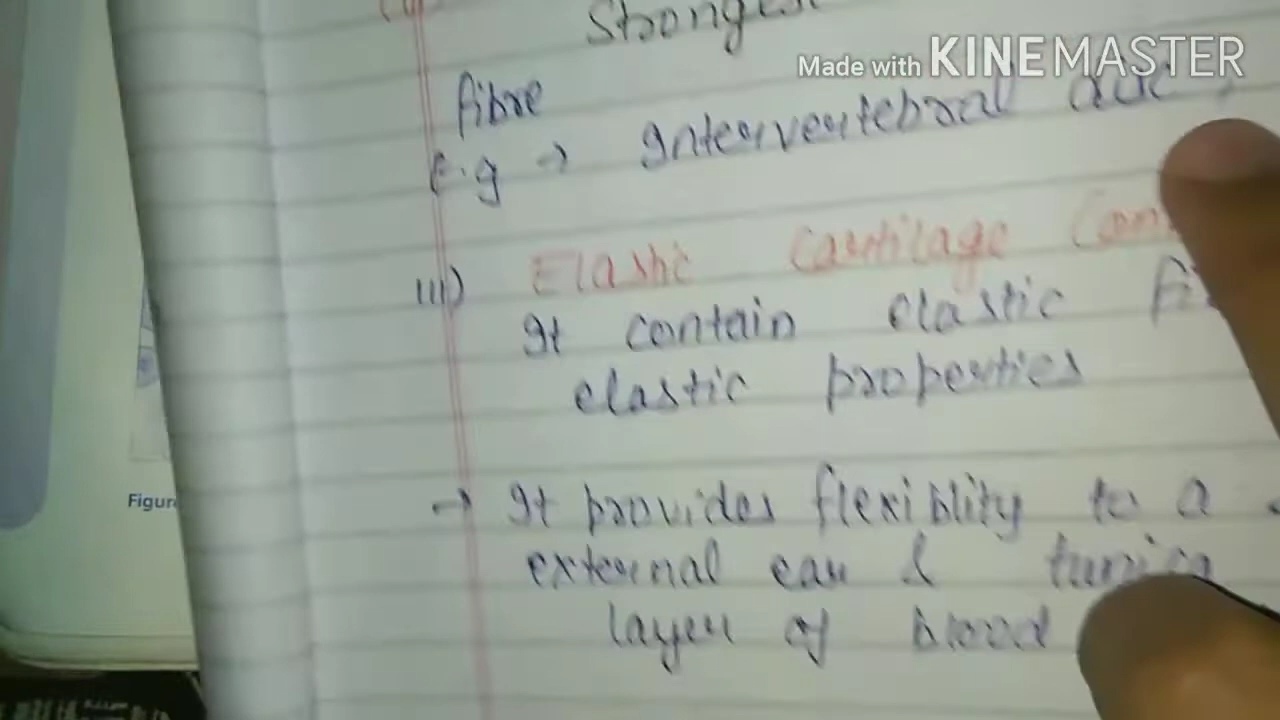 Strongest
Made with KINEMASTER
fibre
E.g → Intervertebral disc,
III) Elastic Cartilage
It contain elastic
elastic properties
→ It provides flexiblity to a
external ear & tunica
layer of blood
Figure